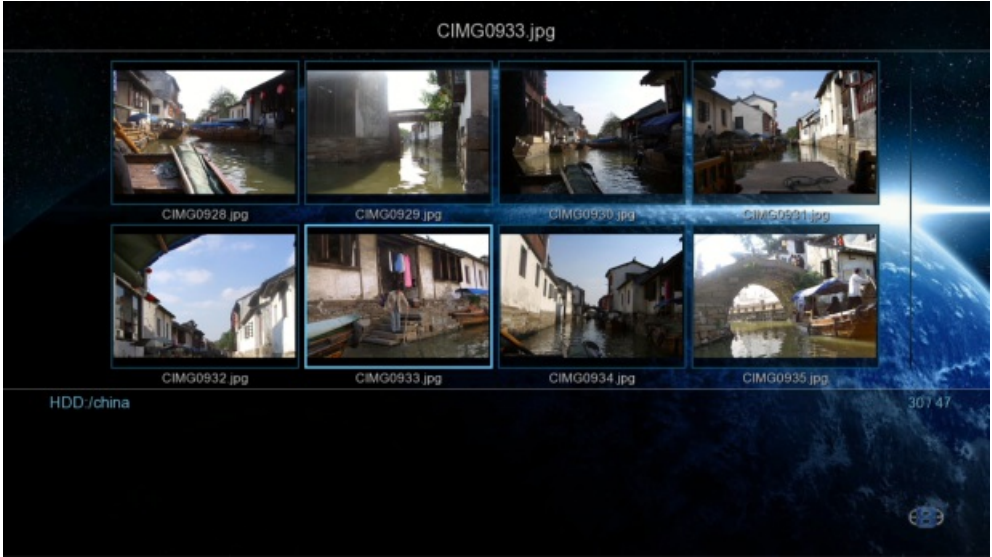 CIMG0933.jpg
CIMG0928.jpg
CIMG0929.jpg
CIMG0930.jpg
CIMG0931.jpg
CIMG0932.jpg
CIMG0933.jpg
CIMG0934.jpg
CIMG0935.jpg
HDD:/china
30 / 47